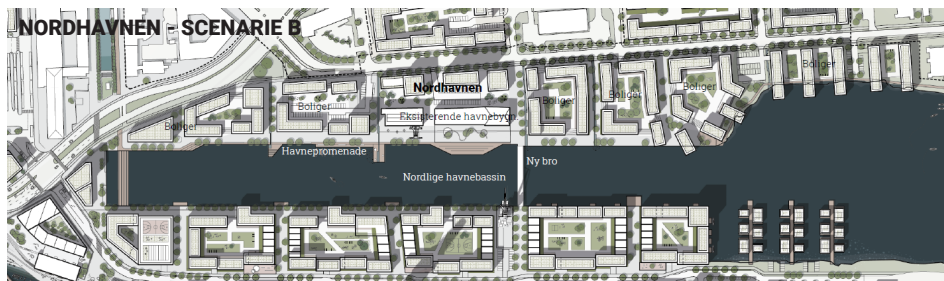 NORDHAVNEN - SCENARIE B
Boliger
Nordhavnen
Boliger
Boliger
Boliger
Boliger
Eksisterende havnebygn.
Boliger
Havnepromenade
Ny bro
Nordlige havnebassin